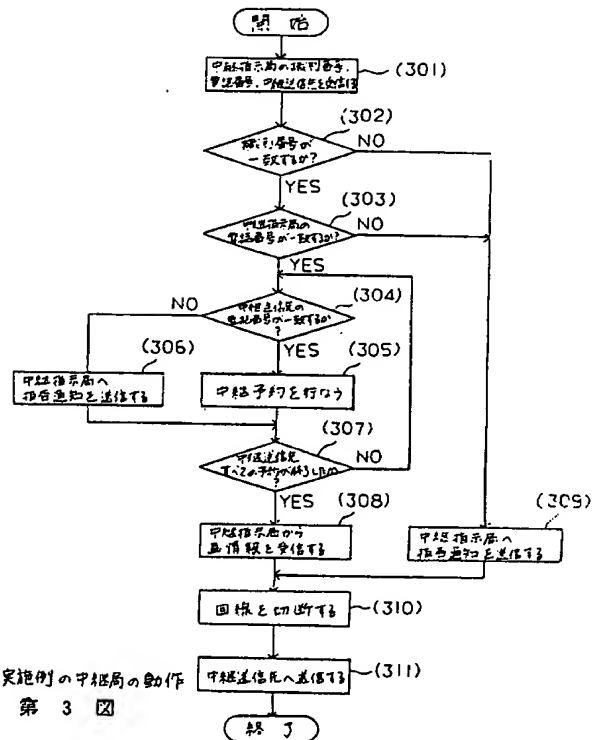 開始
中継指示局の識別番号,
電話番号,中継送信先を受信する
(301)
(302)
識別番号が
一致するか?
NO
YES
(303)
中継指示局の
電話番号が一致するか?
NO
YES
(304)
中継送信先の
電話番号が一致するか
?
NO
YES
(306)
(305)
中継指示局へ
拒否通知を送信する
中継予約を行なう
(307)
中継送信先
すべての予約が終了したか
?
NO
YES
(308)
(309)
中継指示局から
画情報を受信する
中継指示局へ
拒否通知を送信する
回線を切断する
(310)
実施例の中継局の動作
中継送信先へ送信する
(311)
第 3 図
終了